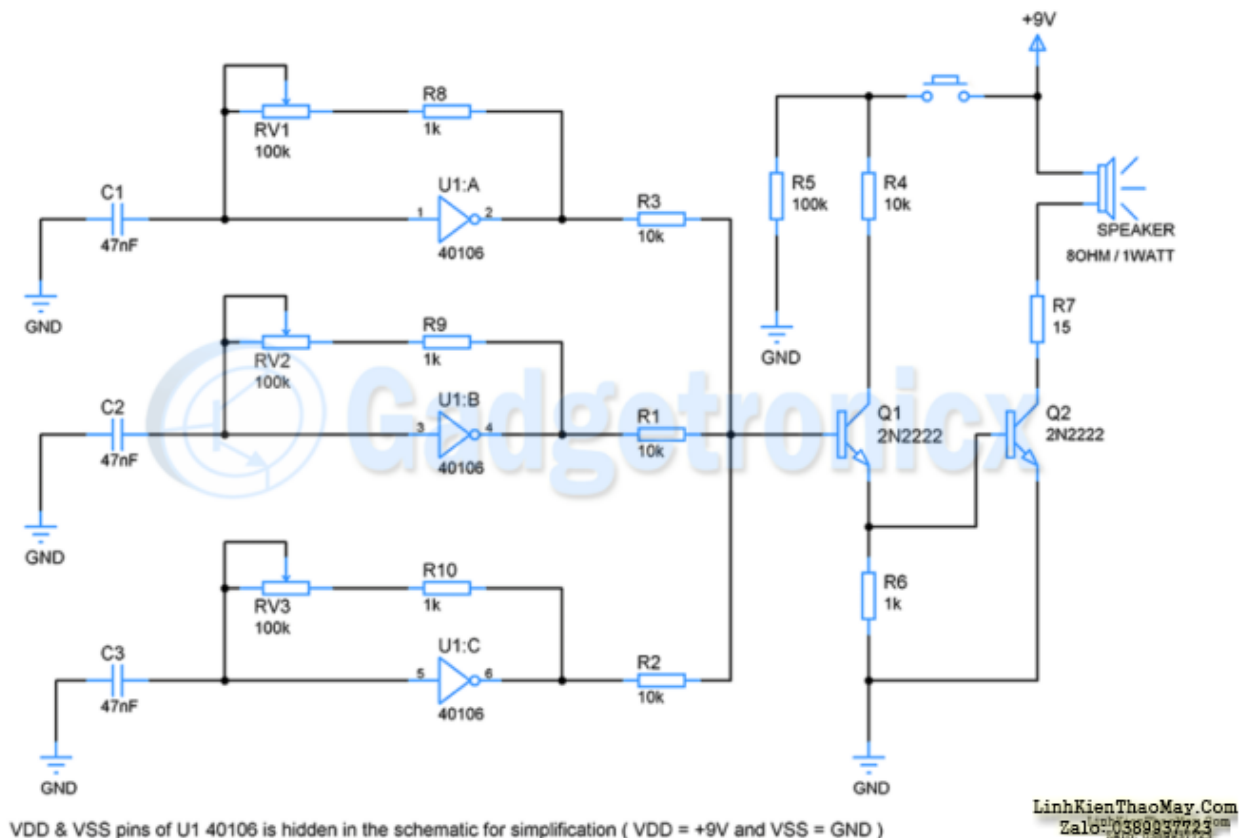 +9V
R8
1k
RV1
100k
C1
47nF
GND
U1:A
1
2
40106
R3
10k
R5
100k
GND
R4
10k
SPEAKER
8OHM / 1WATT
R7
15
R9
1k
RV2
100k
C2
47nF
GND
U1:B
3
4
40106
R1
10k
Q1
2N2222
Q2
2N2222
Gadgetronicx
R10
1k
RV3
100k
C3
47nF
GND
U1:C
5
6
40106
R2
10k
R6
1k
GND
VDD & VSS pins of U1 40106 is hidden in the schematic for simplification ( VDD = +9V and VSS = GND )
LinhKienThaoMay.Com
Zalo:0389937723